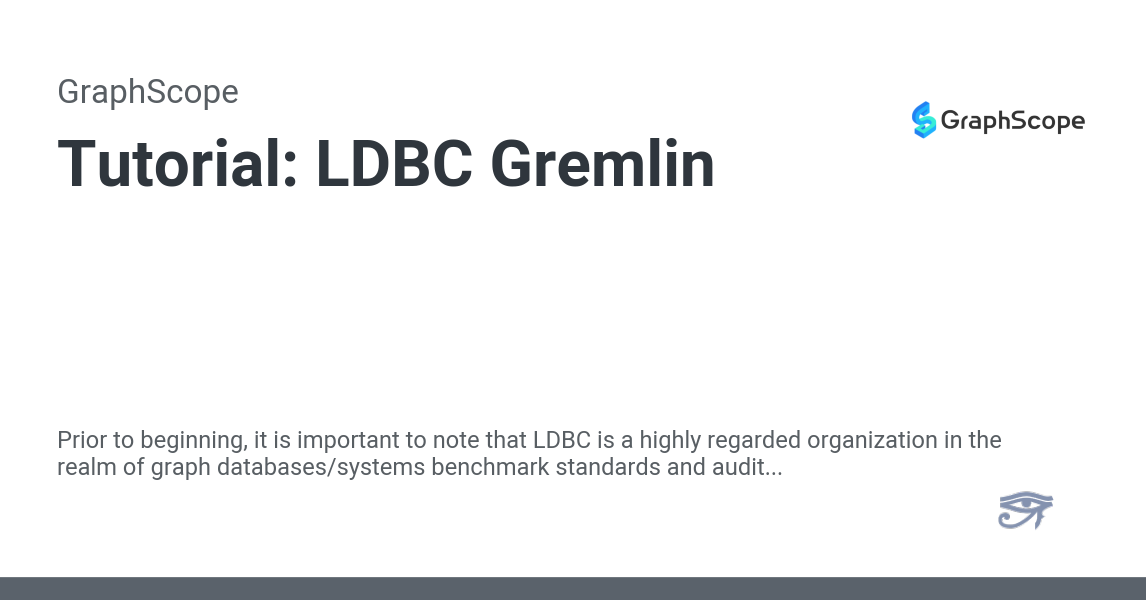 GraphScope
GraphScope
Tutorial: LDBC Gremlin
Prior to beginning, it is important to note that LDBC is a highly regarded organization in the
realm of graph databases/systems benchmark standards and audit...